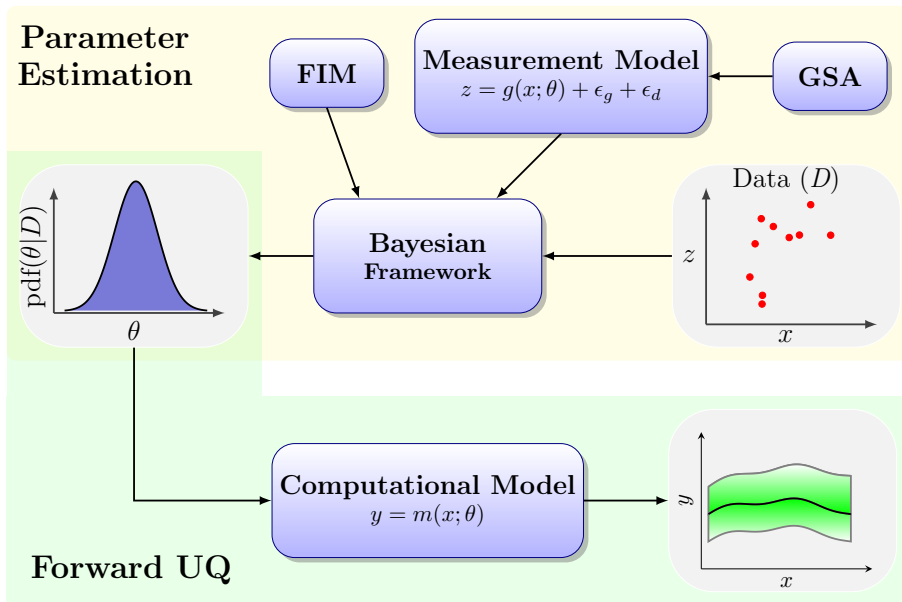 Parameter
Estimation
FIM
Measurement Model
z = g(x; θ) + ϵ_g + ϵ_d
GSA
pdf(θ|D)
θ
Bayesian
Framework
Data (D)
z
x
Computational Model
y = m(x; θ)
y
x
Forward UQ